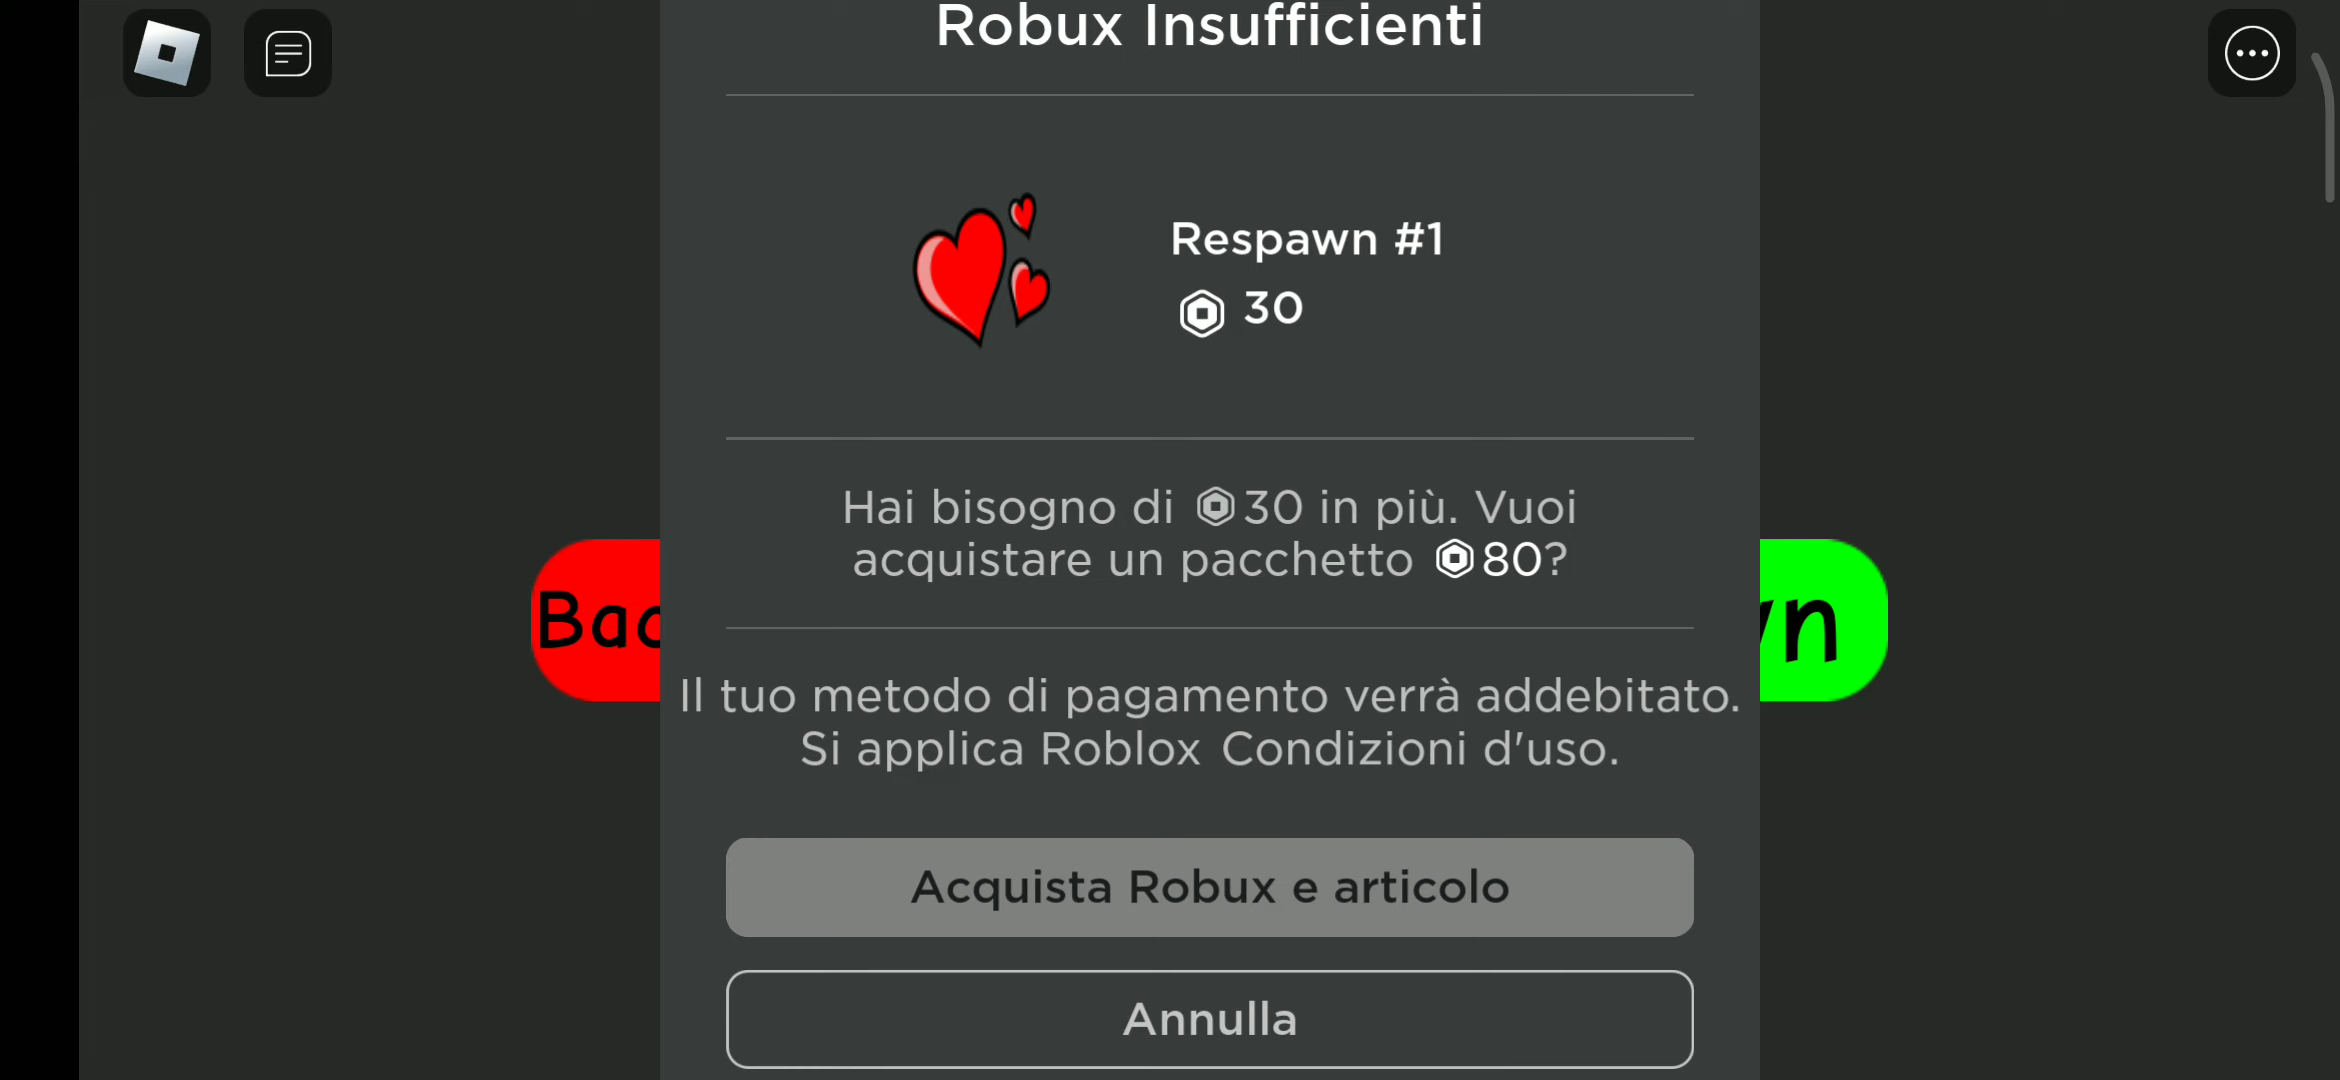 Robux Insufficienti
Respawn #1
30
Hai bisogno di 30 in più. Vuoi
acquistare un pacchetto 80?
Il tuo metodo di pagamento verrà addebitato.
Si applica Roblox Condizioni d'uso.
Acquista Robux e articolo
Annulla